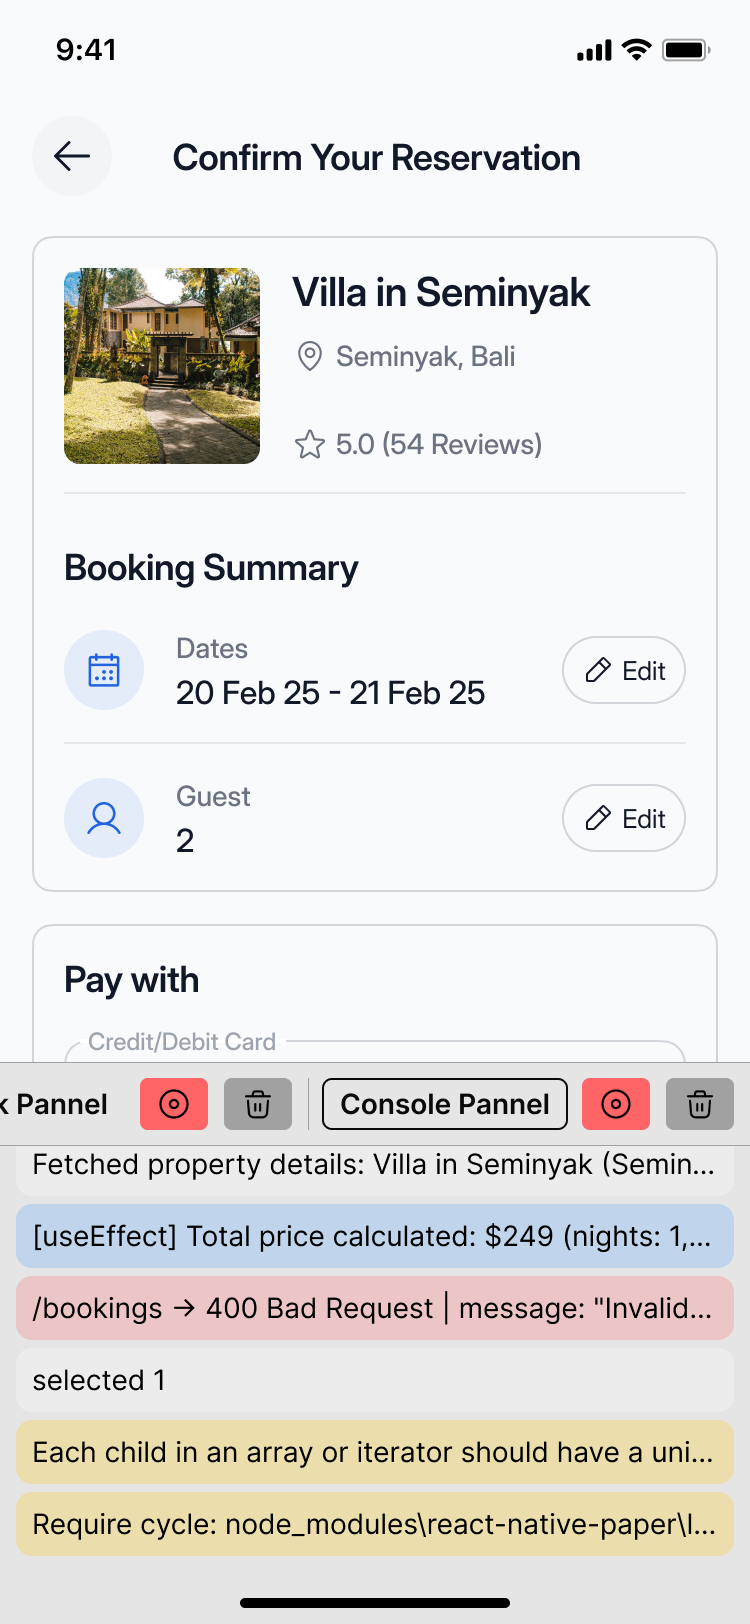 9:41
Confirm Your Reservation
Villa in Seminyak
Seminyak, Bali
5.0 (54 Reviews)
Booking Summary
Dates
20 Feb 25 - 21 Feb 25
Edit
Guest
2
Edit
Pay with
Credit/Debit Card
k Pannel
Console Pannel
Fetched property details: Villa in Seminyak (Semin...
[useEffect] Total price calculated: $249 (nights: 1,...
/bookings → 400 Bad Request | message: "Invalid...
selected 1
Each child in an array or iterator should have a uni...
Require cycle: node_modules\react-native-paper\l...